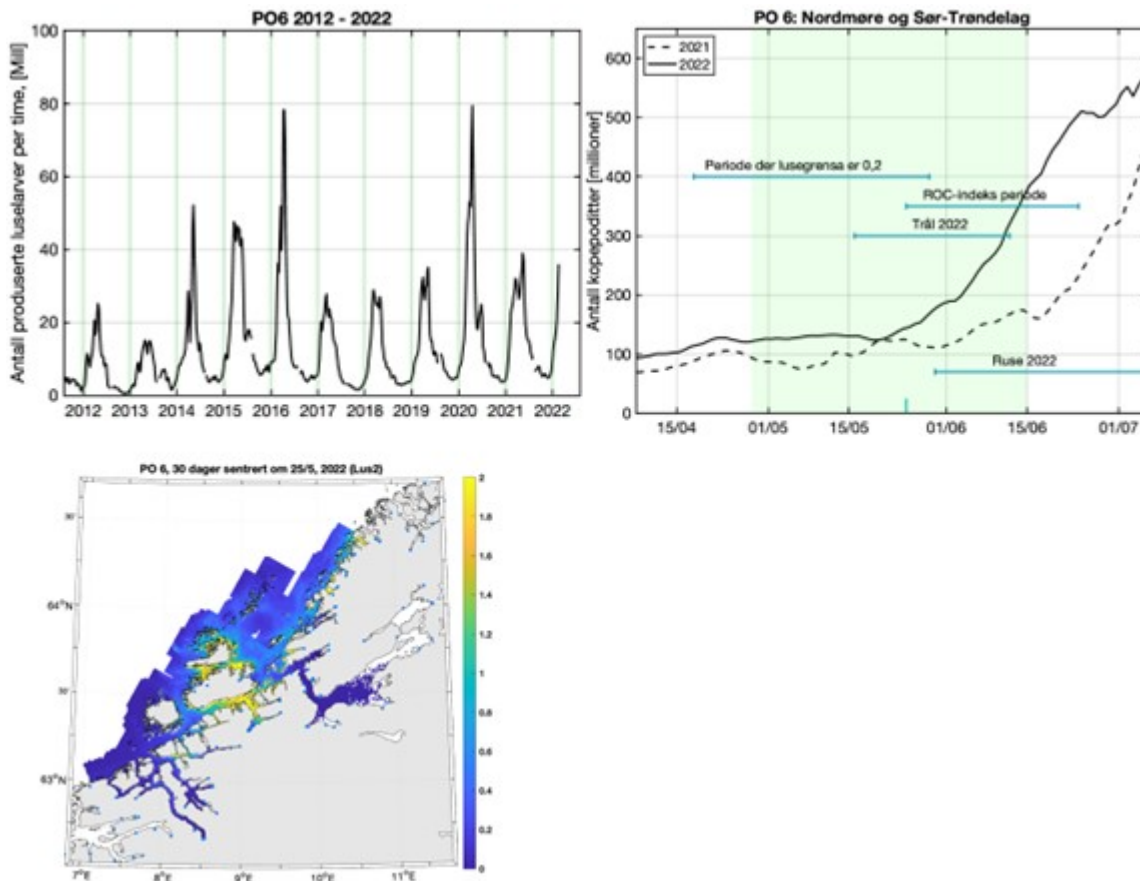 PO6 2012 - 2022
Antall produserte luselarver per time, [Mill]
100
80
60
40
20
0
2012 2013 2014 2015 2016 2017 2018 2019 2020 2021 2022
PO 6: Nordmøre og Sør-Trøndelag
2021
2022
Antall kopepoditter [millioner]
600
500
400
300
200
100
0
Periode der lusegrensa er 0,2
ROC-indeks periode
Trål 2022
Ruse 2022
15/04 01/05 15/05 01/06 15/06 01/07
PO 6, 30 dager sentrert om 25/5, 2022 (Lus2)
30'
64°N
30'
63°N
7°E 8°E 9°E 10°E 11°E
2
1.8
1.6
1.4
1.2
1
0.8
0.6
0.4
0.2
0